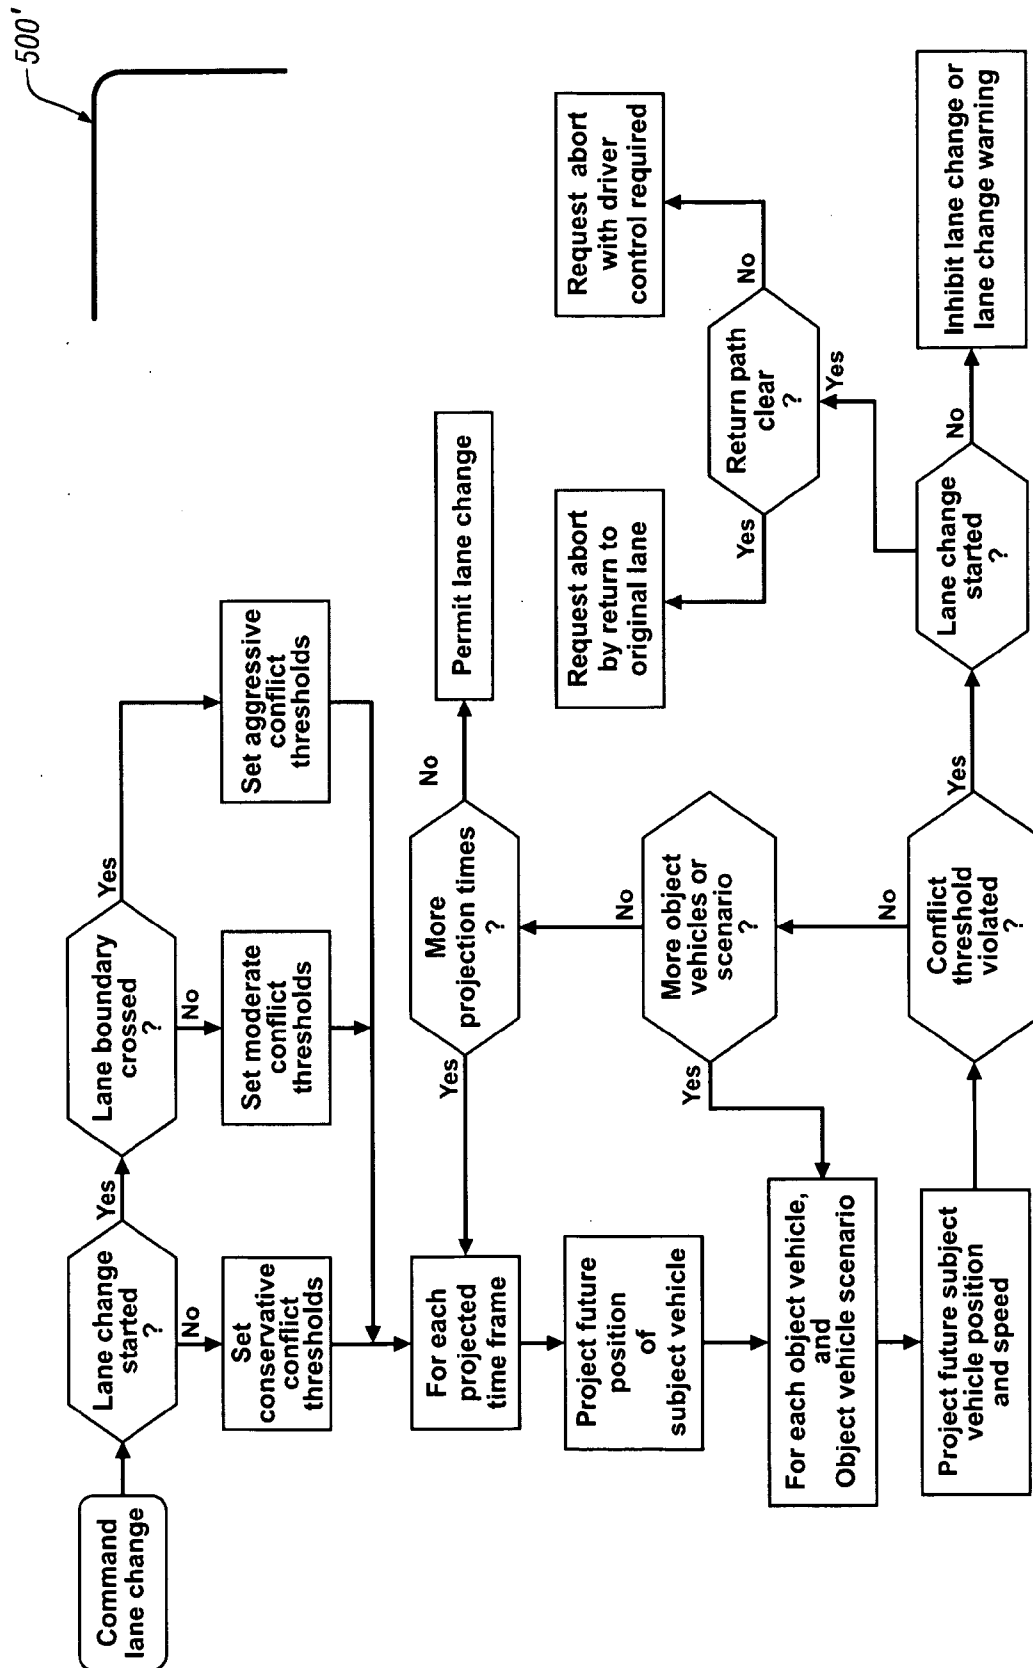 500'
Command
lane change
Lane change
started
?
Yes
No
Lane boundary
crossed
?
Yes
No
Set
conservative
conflict
thresholds
Set moderate
conflict
thresholds
Set aggressive
conflict
thresholds
For each
projected
time frame
Yes
More
projection times
?
No
Permit lane change
Project future
position
of
subject vehicle
For each object vehicle,
and
Object vehicle scenario
Yes
More object
vehicles or
scenario
?
No
Project future subject
vehicle position
and speed
Conflict
threshold
violated
?
No
Yes
Lane change
started
?
No
Yes
Inhibit lane change or
lane change warning
Return path
clear
?
Yes
No
Request abort
by return to
original lane
Request abort
with driver
control required